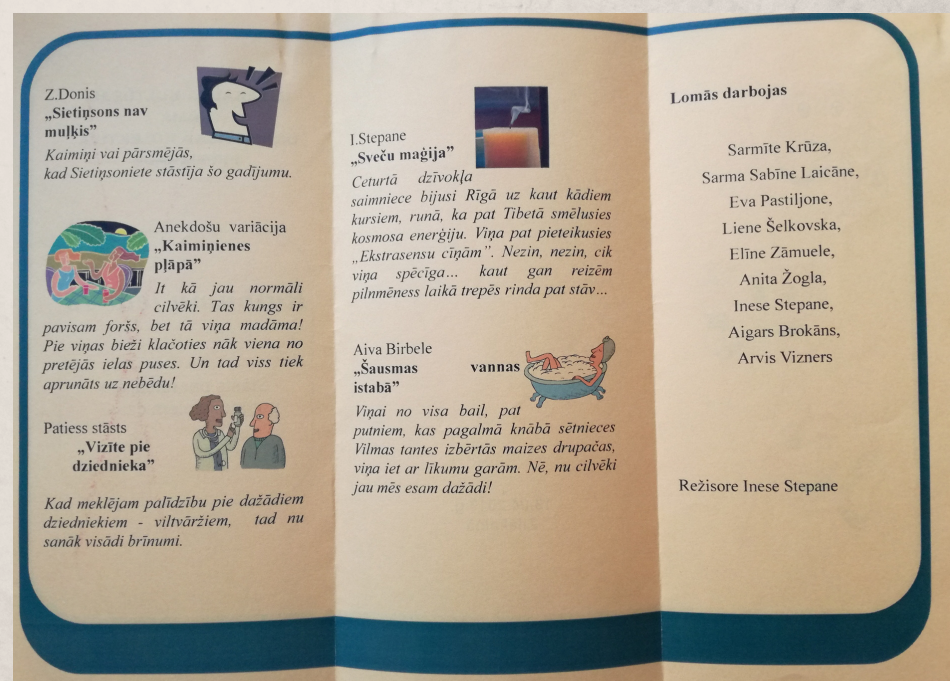 Z.Donis
„Sietiņsons nav
muļķis”
Kaimiņi vai pārsmējās,
kad Sietiņsoniete stāstīja šo gadījumu.
Anekdošu variācija
„Kaimiņienes
pļāpā”
It kā jau normāli
cilvēki. Tas kungs ir
pavisam foršs, bet tā viņa madāma!
Pie viņas bieži klačoties nāk viena no
pretējās ielas puses. Un tad viss tiek
aprunāts uz nebēdu!
Patiess stāsts
„Vizīte pie
dziednieka”
Kad meklējam palīdzību pie dažādiem
dziedniekiem - viltvāržiem, tad nu
sanāk visādi brīnumi.
I.Stepane
„Sveču maģija”
Ceturtā dzīvokļa
saimniece bijusi Rīgā uz kaut kādiem
kursiem, runā, ka pat Tibetā smēlusies
kosmosa enerģiju. Viņa pat pieteikusies
„Ekstrasensu cīņām”. Nezin, nezin, cik
viņa spēcīga... kaut gan reizēm
pilnmēness laikā trepēs rinda pat stāv...
Aiva Birbele
„Šausmas vannas
istabā”
Viņai no visa bail, pat
putniem, kas pagalmā knābā sētnieces
Vilmas tantes izbērtās maizes drupačas,
viņa iet ar līkumu garām. Nē, nu cilvēki
jau mēs esam dažādi!
Lomās darbojas
Sarmīte Krūza,
Sarma Sabīne Laicāne,
Eva Pastiljone,
Liene Šelkovska,
Elīne Zāmuele,
Anita Žogla,
Inese Stepane,
Aigars Brokāns,
Arvis Vizners
Režisore Inese Stepane